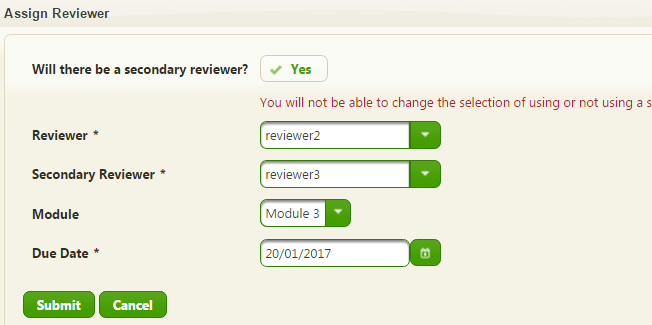 Assign Reviewer
Will there be a secondary reviewer? Yes
You will not be able to change the selection of using or not using a s
Reviewer * reviewer2
Secondary Reviewer * reviewer3
Module Module 3
Due Date * 20/01/2017
Submit Cancel